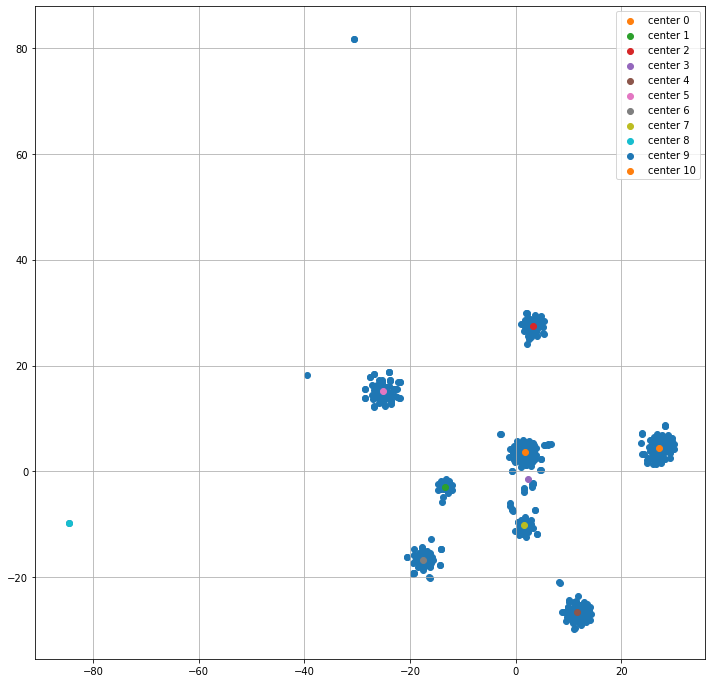 center 0
center 1
center 2
center 3
center 4
center 5
center 6
center 7
center 8
center 9
center 10
80
60
40
20
0
−20
−80 −60 −40 −20 0 20